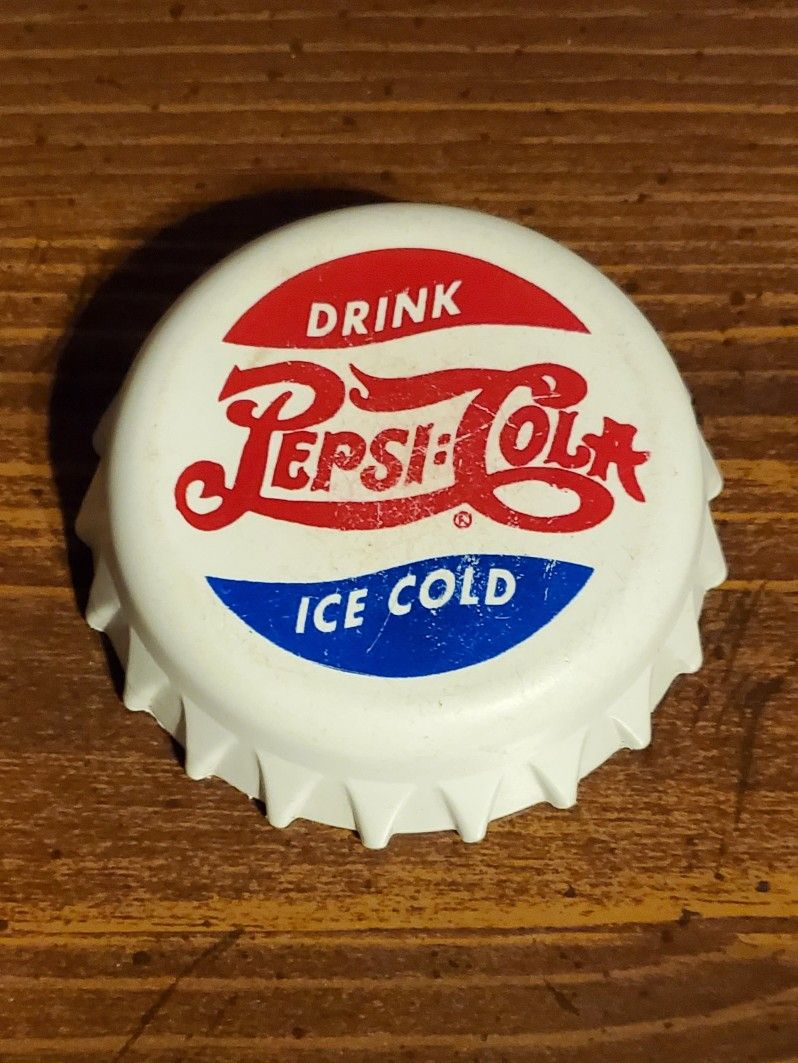 DRINK
PEPSI:COLA
®
ICE COLD